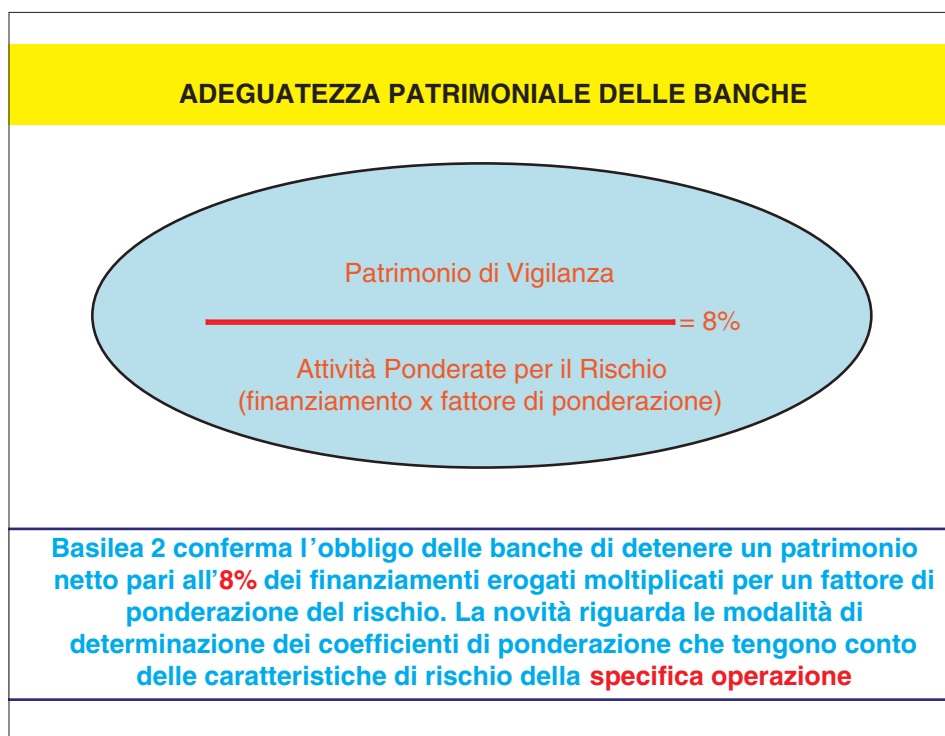 ADEGUATEZZA PATRIMONIALE DELLE BANCHE
Patrimonio di Vigilanza
= 8%
Attività Ponderate per il Rischio
(finanziamento x fattore di ponderazione)
Basilea 2 conferma l'obbligo delle banche di detenere un patrimonio
netto pari all'8% dei finanziamenti erogati moltiplicati per un fattore di
ponderazione del rischio. La novità riguarda le modalità di
determinazione dei coefficienti di ponderazione che tengono conto
delle caratteristiche di rischio della specifica operazione